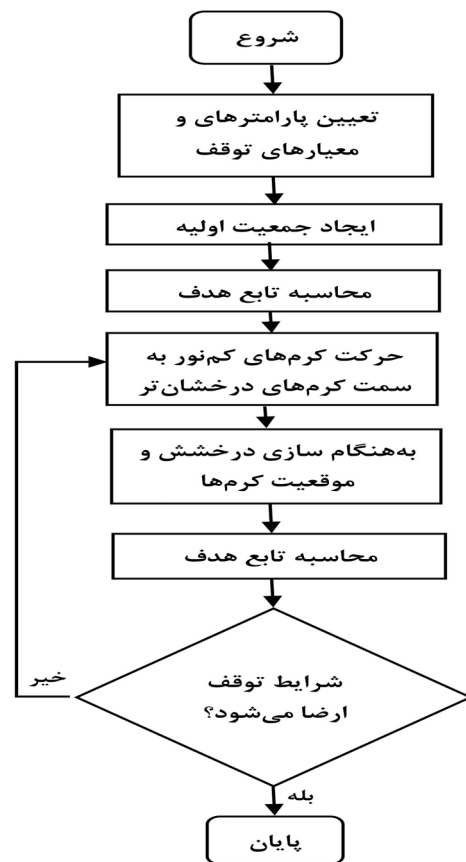 شروع
تعیین پارامترهای و
معیارهای توقف
ایجاد جمعیت اولیه
محاسبه تابع هدف
حرکت کرم‌های کم‌نور به
سمت کرم‌های درخشان‌تر
به‌هنگام سازی درخشش و
موقعیت کرم‌ها
محاسبه تابع هدف
شرایط توقف
ارضا می‌شود؟
خیر
بله
پایان